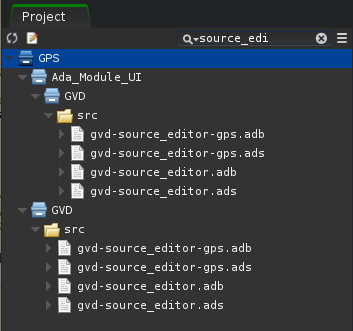 Project
source_edi
GPS
Ada_Module_UI
GVD
src
gvd-source_editor-gps.adb
gvd-source_editor-gps.ads
gvd-source_editor.adb
gvd-source_editor.ads
GVD
src
gvd-source_editor-gps.adb
gvd-source_editor-gps.ads
gvd-source_editor.adb
gvd-source_editor.ads